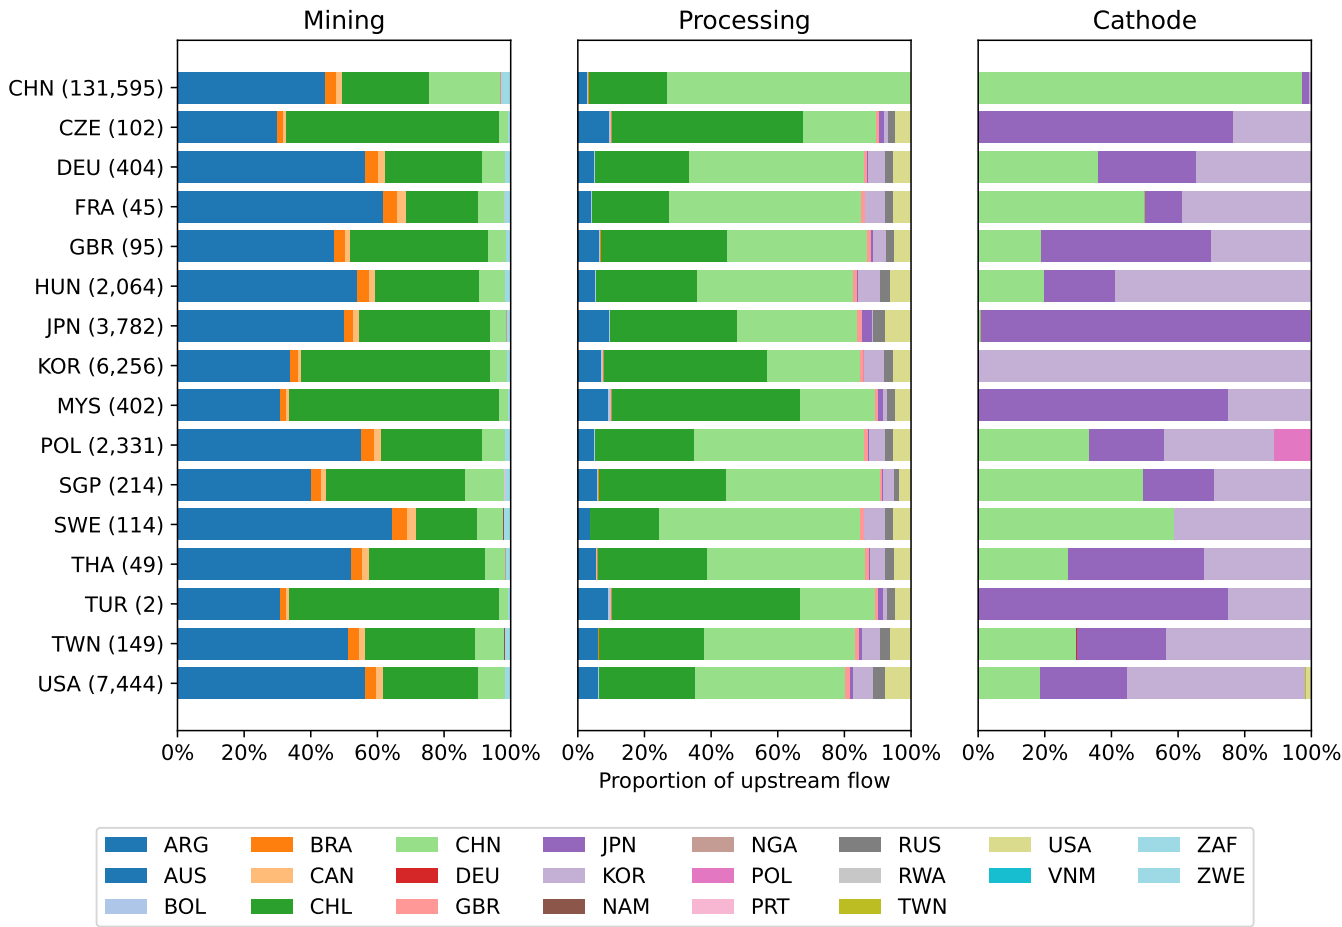 Mining Processing Cathode
CHN (131,595)
CZE (102)
DEU (404)
FRA (45)
GBR (95)
HUN (2,064)
JPN (3,782)
KOR (6,256)
MYS (402)
POL (2,331)
SGP (214)
SWE (114)
THA (49)
TUR (2)
TWN (149)
USA (7,444)
0% 20% 40% 60% 80% 100% 0% 20% 40% 60% 80% 100% 0% 20% 40% 60% 80% 100%
Proportion of upstream flow
ARG BRA CHN JPN NGA RUS USA ZAF
AUS CAN DEU KOR POL RWA VNM ZWE
BOL CHL GBR NAM PRT TWN